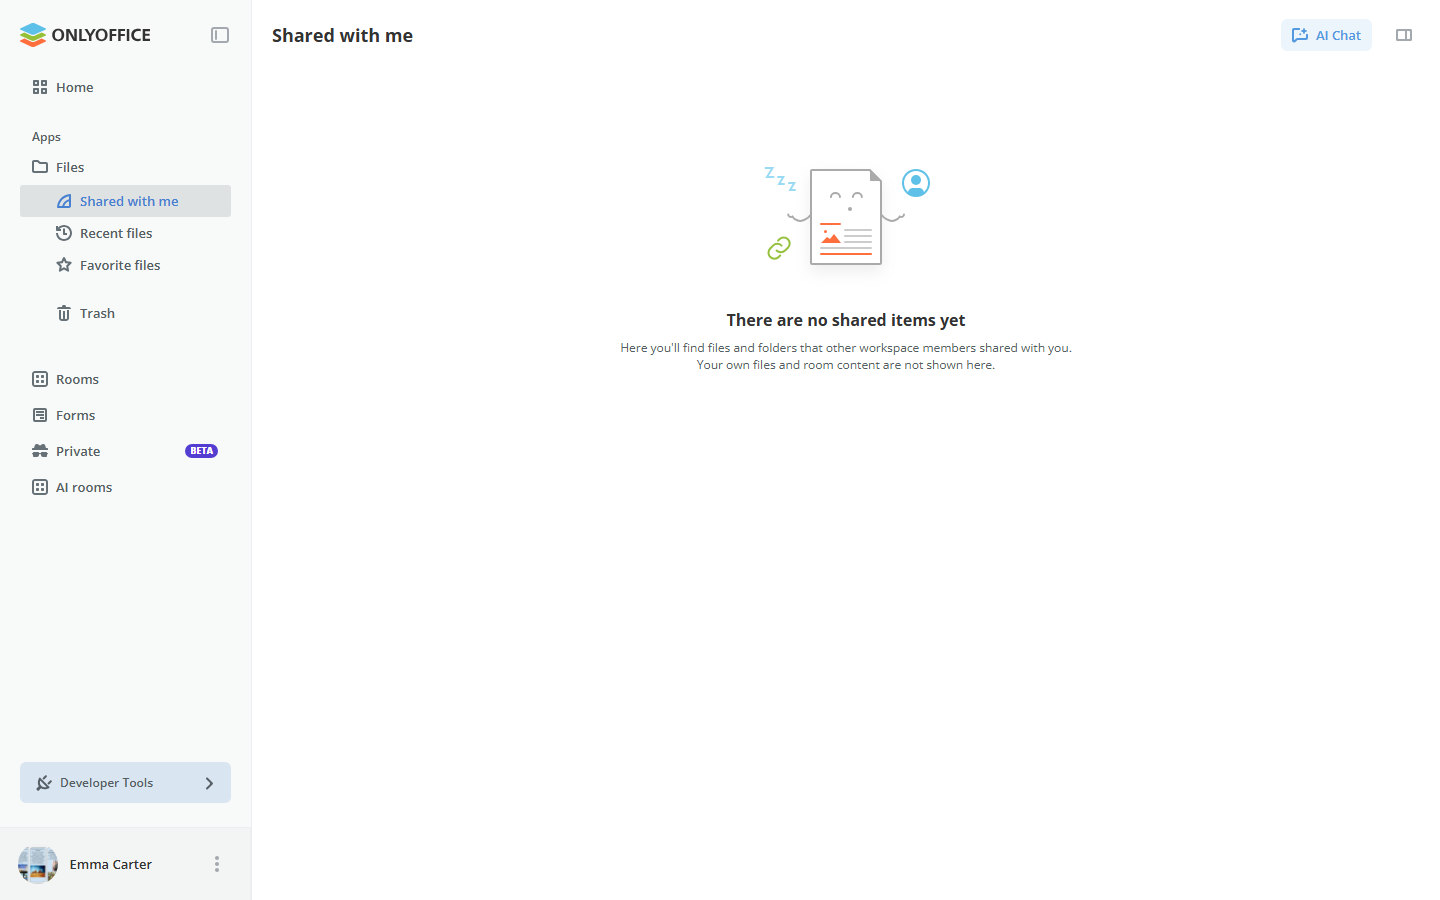 ONLYOFFICE
Shared with me
AI Chat
Home
Apps
Files
Shared with me
Recent files
Favorite files
Trash
Rooms
Forms
Private
BETA
AI rooms
Z Z Z
There are no shared items yet
Here you'll find files and folders that other workspace members shared with you.
Your own files and room content are not shown here.
Developer Tools
Emma Carter